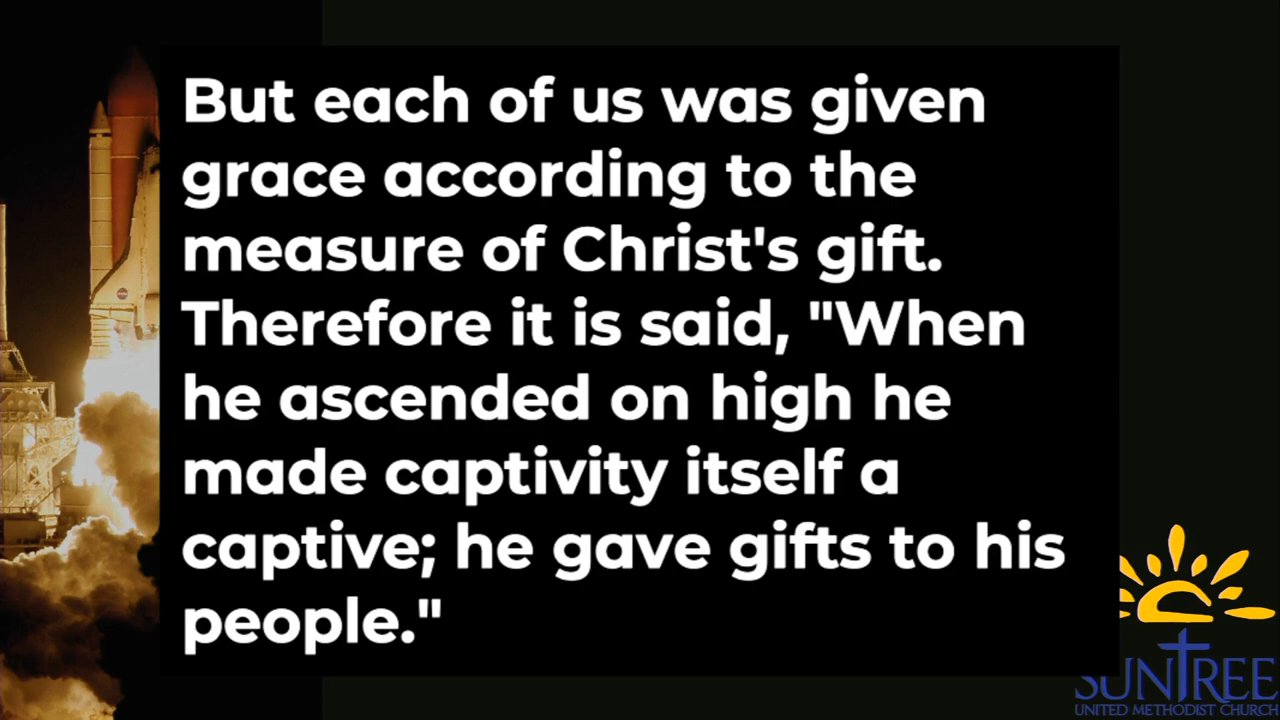 But each of us was given
grace according to the
measure of Christ's gift.
Therefore it is said, "When
he ascended on high he
made captivity itself a
captive; he gave gifts to his
people."
SUNTREE
UNITED METHODIST CHURCH